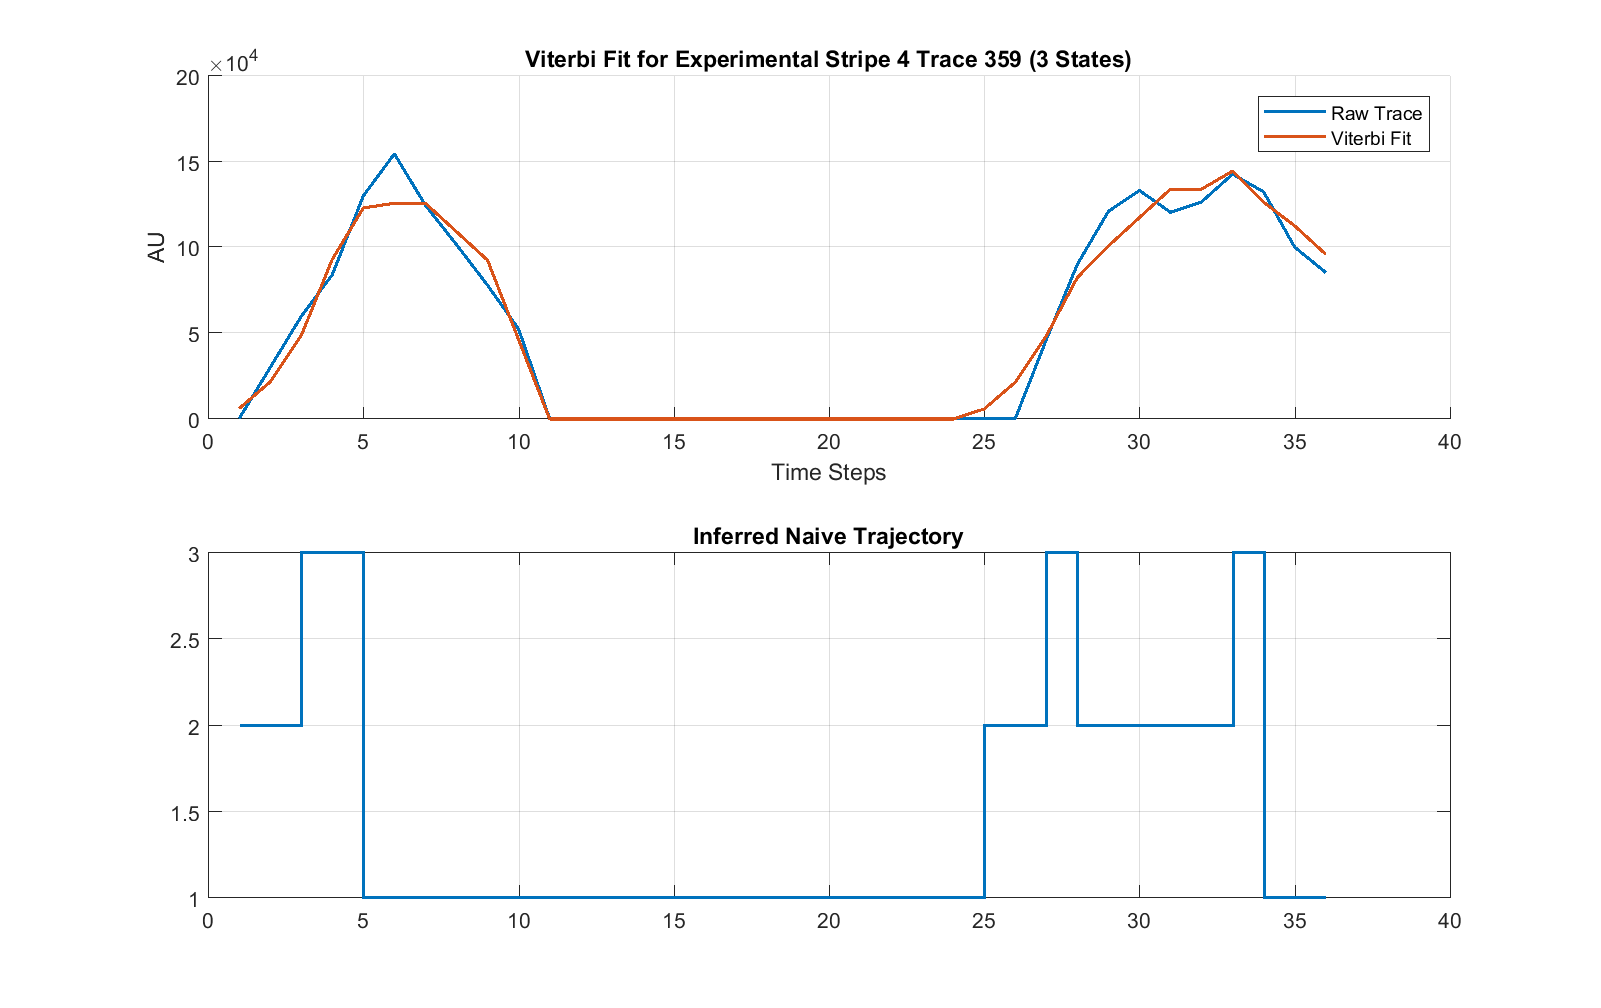 Viterbi Fit for Experimental Stripe 4 Trace 359 (3 States)
×10^4
20
15
10
5
0
AU
Raw Trace
Viterbi Fit
0 5 10 15 20 25 30 35 40
Time Steps
Inferred Naive Trajectory
3
2.5
2
1.5
1
0 5 10 15 20 25 30 35 40